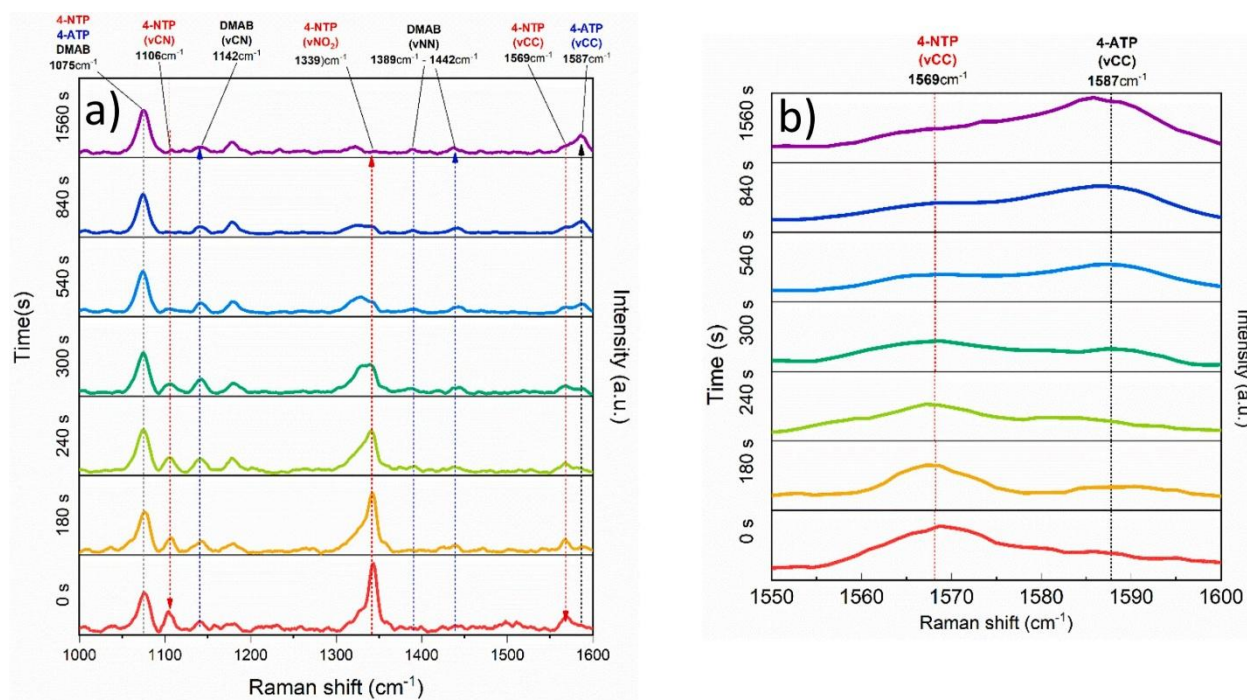 4-NTP
4-ATP
DMAB
1075cm⁻¹
4-NTP
(vCN)
1106cm⁻¹
DMAB
(vCN)
1142cm⁻¹
4-NTP
(vNO₂)
1339)cm⁻¹
DMAB
(vNN)
1389cm⁻¹ - 1442cm⁻¹
4-NTP
(vCC)
1569cm⁻¹
4-ATP
(vCC)
1587cm⁻¹
a)
Time(s)
1560 s
840 s
540 s
300 s
240 s
180 s
0 s
Intensity (a.u.)
1000 1100 1200 1300 1400 1500 1600
Raman shift (cm⁻¹)
4-NTP
(vCC)
1569cm⁻¹
4-ATP
(vCC)
1587cm⁻¹
b)
Time (s)
1560 s
840 s
540 s
300 s
240 s
180 s
0 s
Intensity (a.u.)
1550 1560 1570 1580 1590 1600
Raman shift (cm⁻¹)